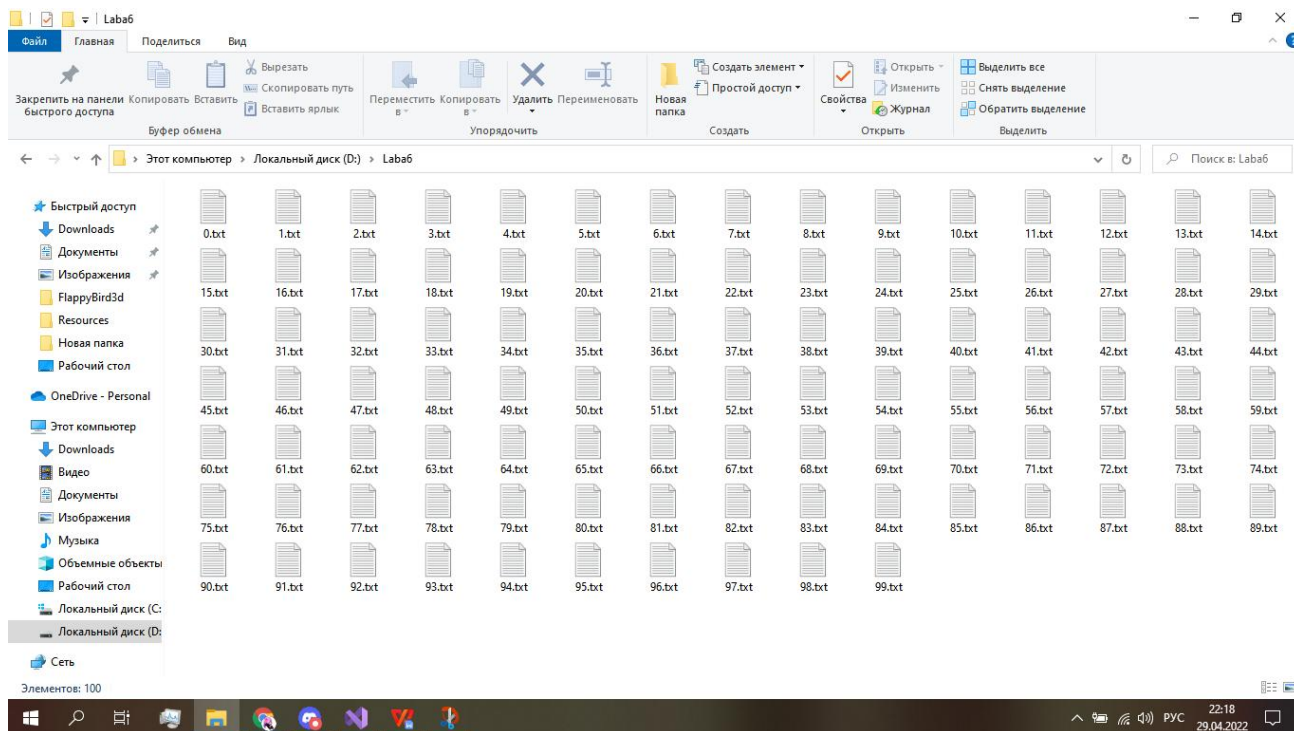 Laba6
Файл Главная Поделиться Вид
Закрепить на панели быстрого доступа
Копировать
Вставить
Вырезать
Скопировать путь
Вставить ярлык
Буфер обмена
Переместить в
Копировать в
Удалить
Переименовать
Упорядочить
Новая папка
Создать элемент
Простой доступ
Создать
Свойства
Открыть
Изменить
Журнал
Открыть
Выделить все
Снять выделение
Обратить выделение
Выделить
Этот компьютер › Локальный диск (D:) › Laba6
Поиск в: Laba6
Быстрый доступ
Downloads
Документы
Изображения
FlappyBird3d
Resources
Новая папка
Рабочий стол
OneDrive - Personal
Этот компьютер
Downloads
Видео
Документы
Изображения
Музыка
Объемные объекты
Рабочий стол
Локальный диск (C:
Локальный диск (D:
Сеть
0.txt 1.txt 2.txt 3.txt 4.txt 5.txt 6.txt 7.txt 8.txt 9.txt 10.txt 11.txt 12.txt 13.txt 14.txt
15.txt 16.txt 17.txt 18.txt 19.txt 20.txt 21.txt 22.txt 23.txt 24.txt 25.txt 26.txt 27.txt 28.txt 29.txt
30.txt 31.txt 32.txt 33.txt 34.txt 35.txt 36.txt 37.txt 38.txt 39.txt 40.txt 41.txt 42.txt 43.txt 44.txt
45.txt 46.txt 47.txt 48.txt 49.txt 50.txt 51.txt 52.txt 53.txt 54.txt 55.txt 56.txt 57.txt 58.txt 59.txt
60.txt 61.txt 62.txt 63.txt 64.txt 65.txt 66.txt 67.txt 68.txt 69.txt 70.txt 71.txt 72.txt 73.txt 74.txt
75.txt 76.txt 77.txt 78.txt 79.txt 80.txt 81.txt 82.txt 83.txt 84.txt 85.txt 86.txt 87.txt 88.txt 89.txt
90.txt 91.txt 92.txt 93.txt 94.txt 95.txt 96.txt 97.txt 98.txt 99.txt
Элементов: 100
РУС
22:18
29.04.2022